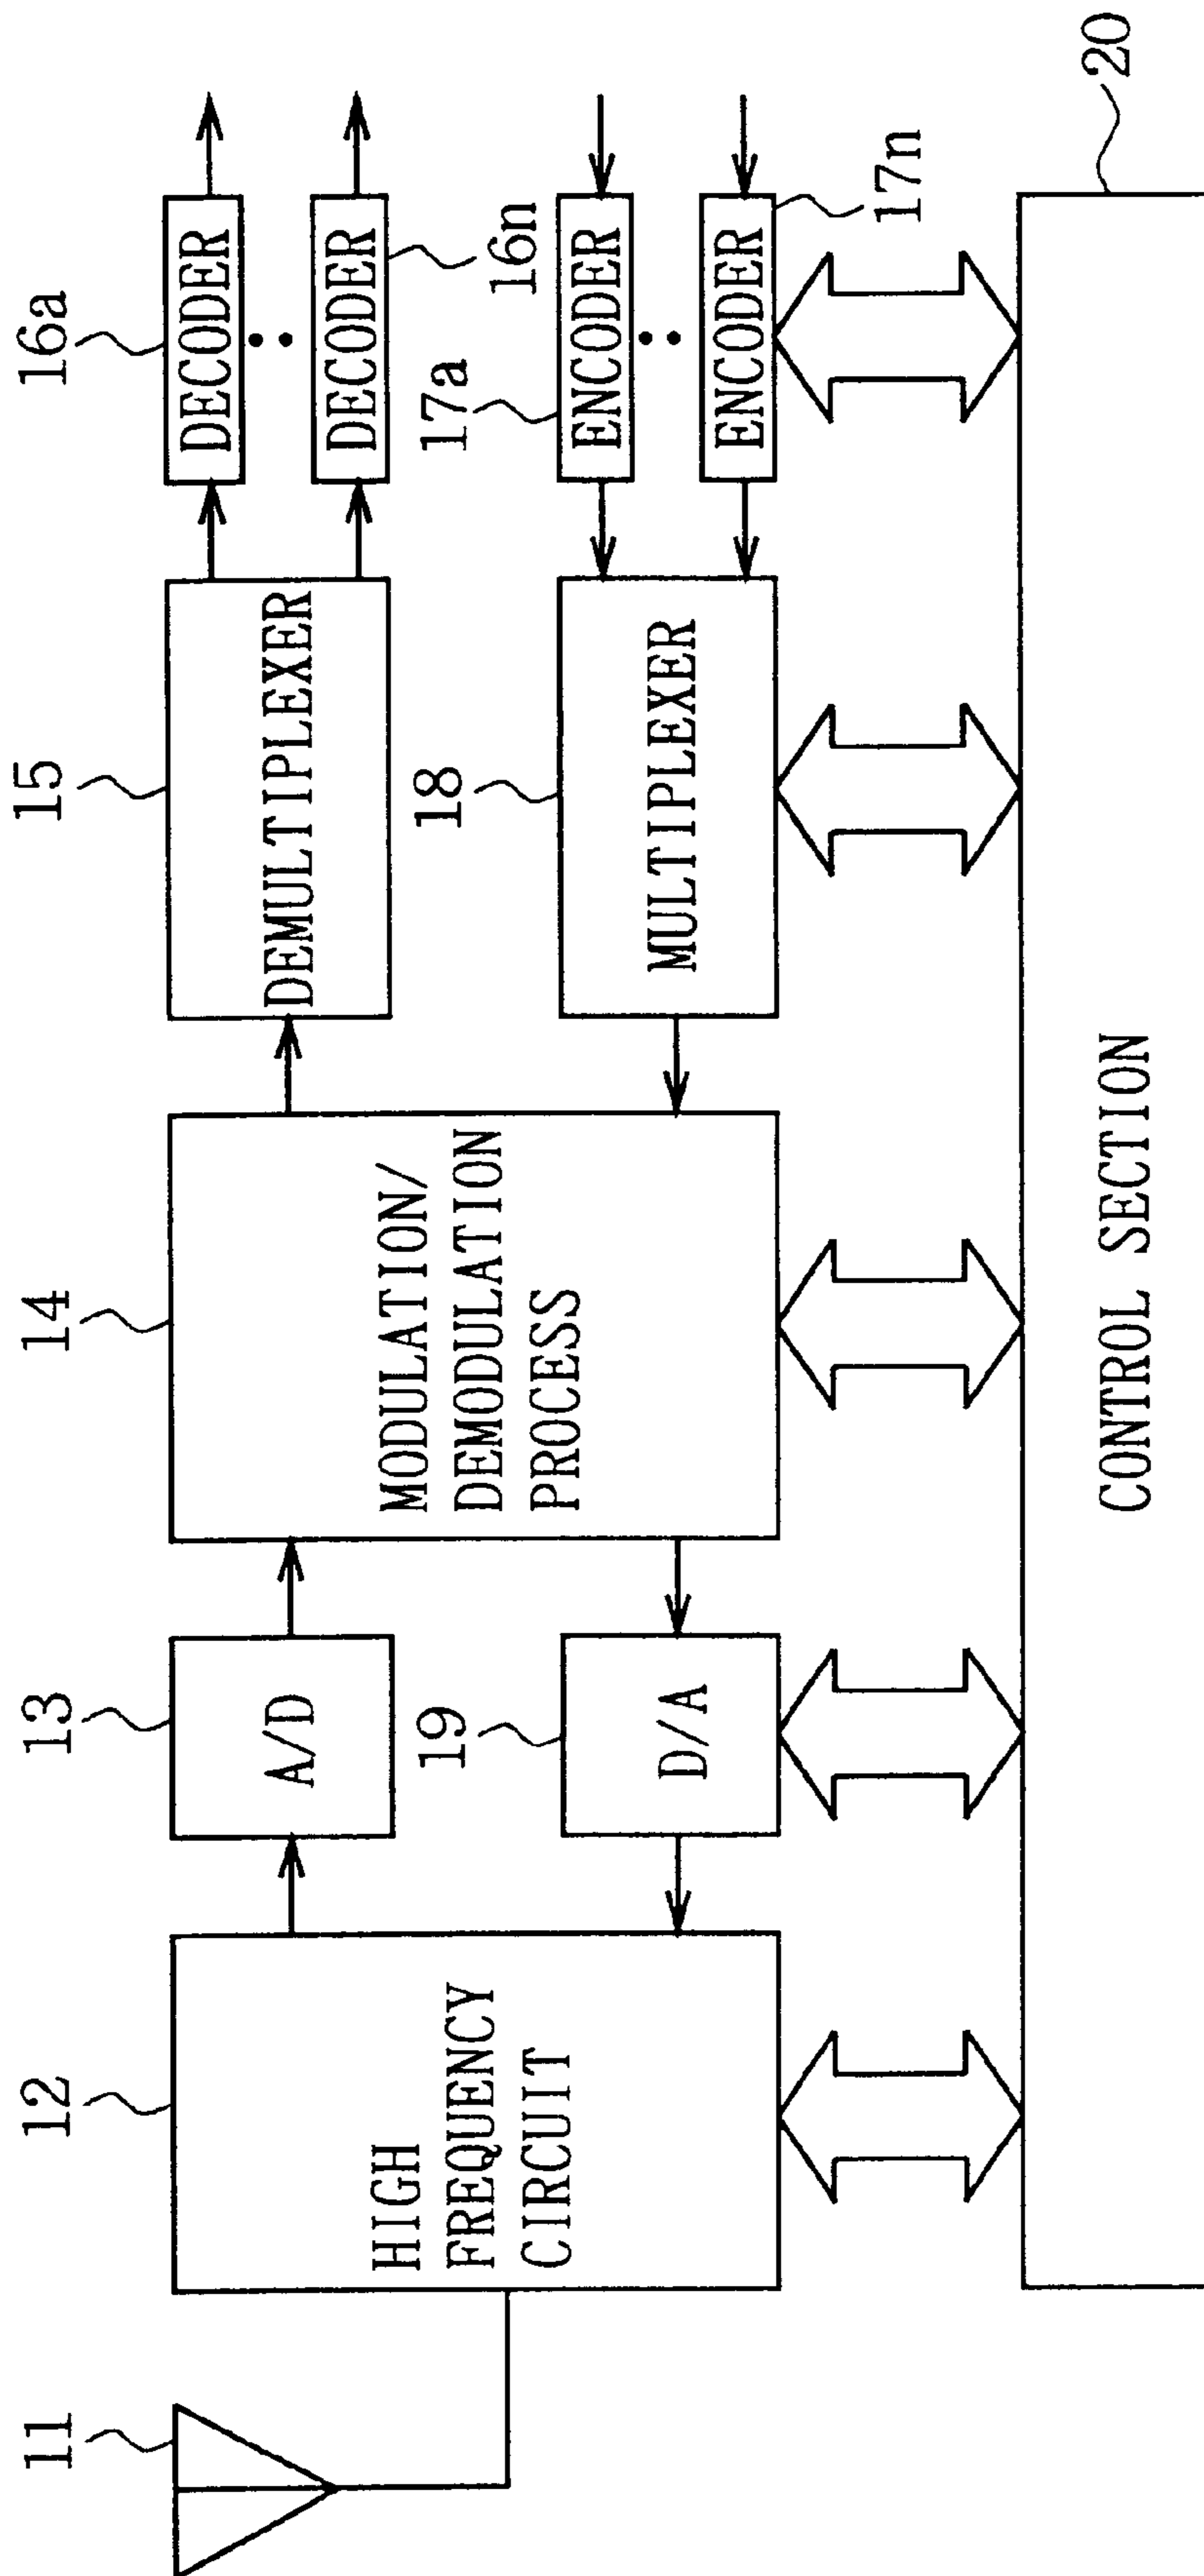 11
12
HIGH
FREQUENCY
CIRCUIT
13
A/D
19
D/A
14
MODULATION/
DEMODULATION
PROCESS
15
DEMULTIPLEXER
18
MULTIPLEXER
16a
DECODER
DECODER
16n
17a
ENCODER
ENCODER
17n
20
CONTROL SECTION